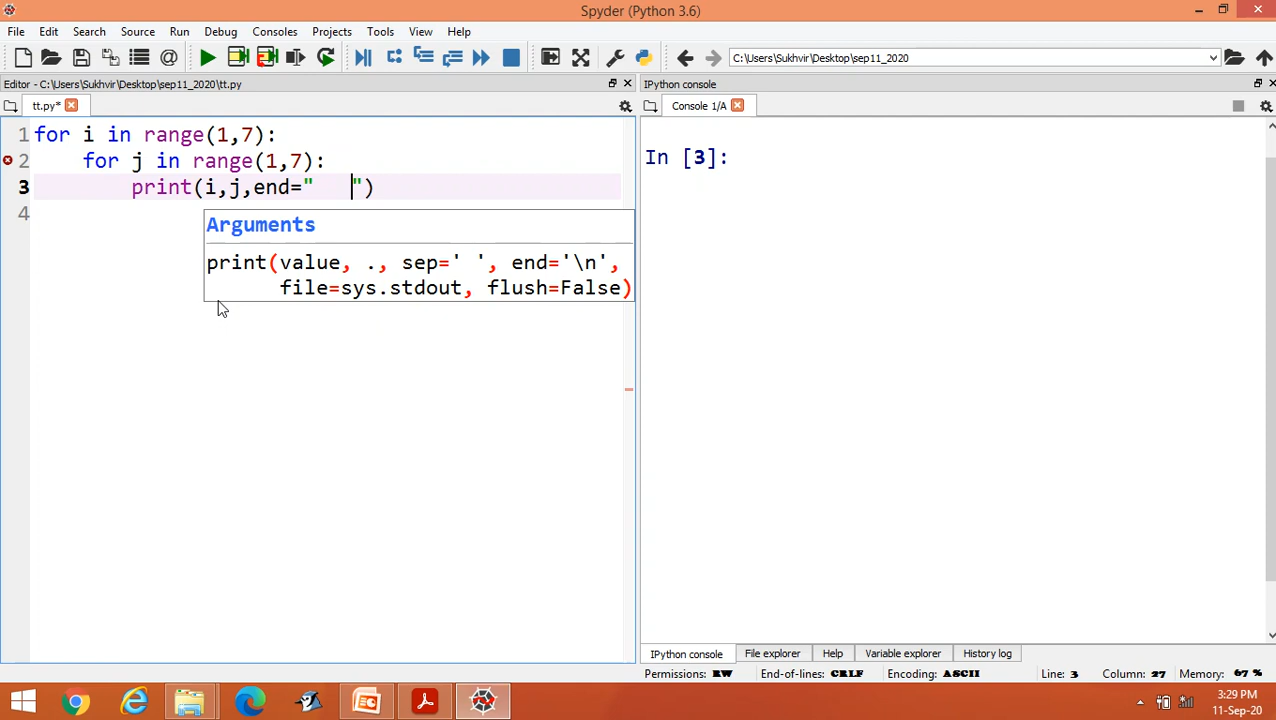 Spyder (Python 3.6)
File Edit Search Source Run Debug Consoles Projects Tools View Help
C:\Users\Sukhvir\Desktop\sep11_2020
Editor - C:\Users\Sukhvir\Desktop\sep11_2020\tt.py
IPython console
tt.py*
Console 1/A
1 for i in range(1,7):
2 for j in range(1,7):
3 print(i,j,end="   ")
4
Arguments
print(value, ., sep=' ', end='\n',
file=sys.stdout, flush=False)
In [3]:
IPython console File explorer Help Variable explorer History log
Permissions: RW End-of-lines: CRLF Encoding: ASCII Line: 3 Column: 27 Memory: 67 %
3:29 PM
11-Sep-20